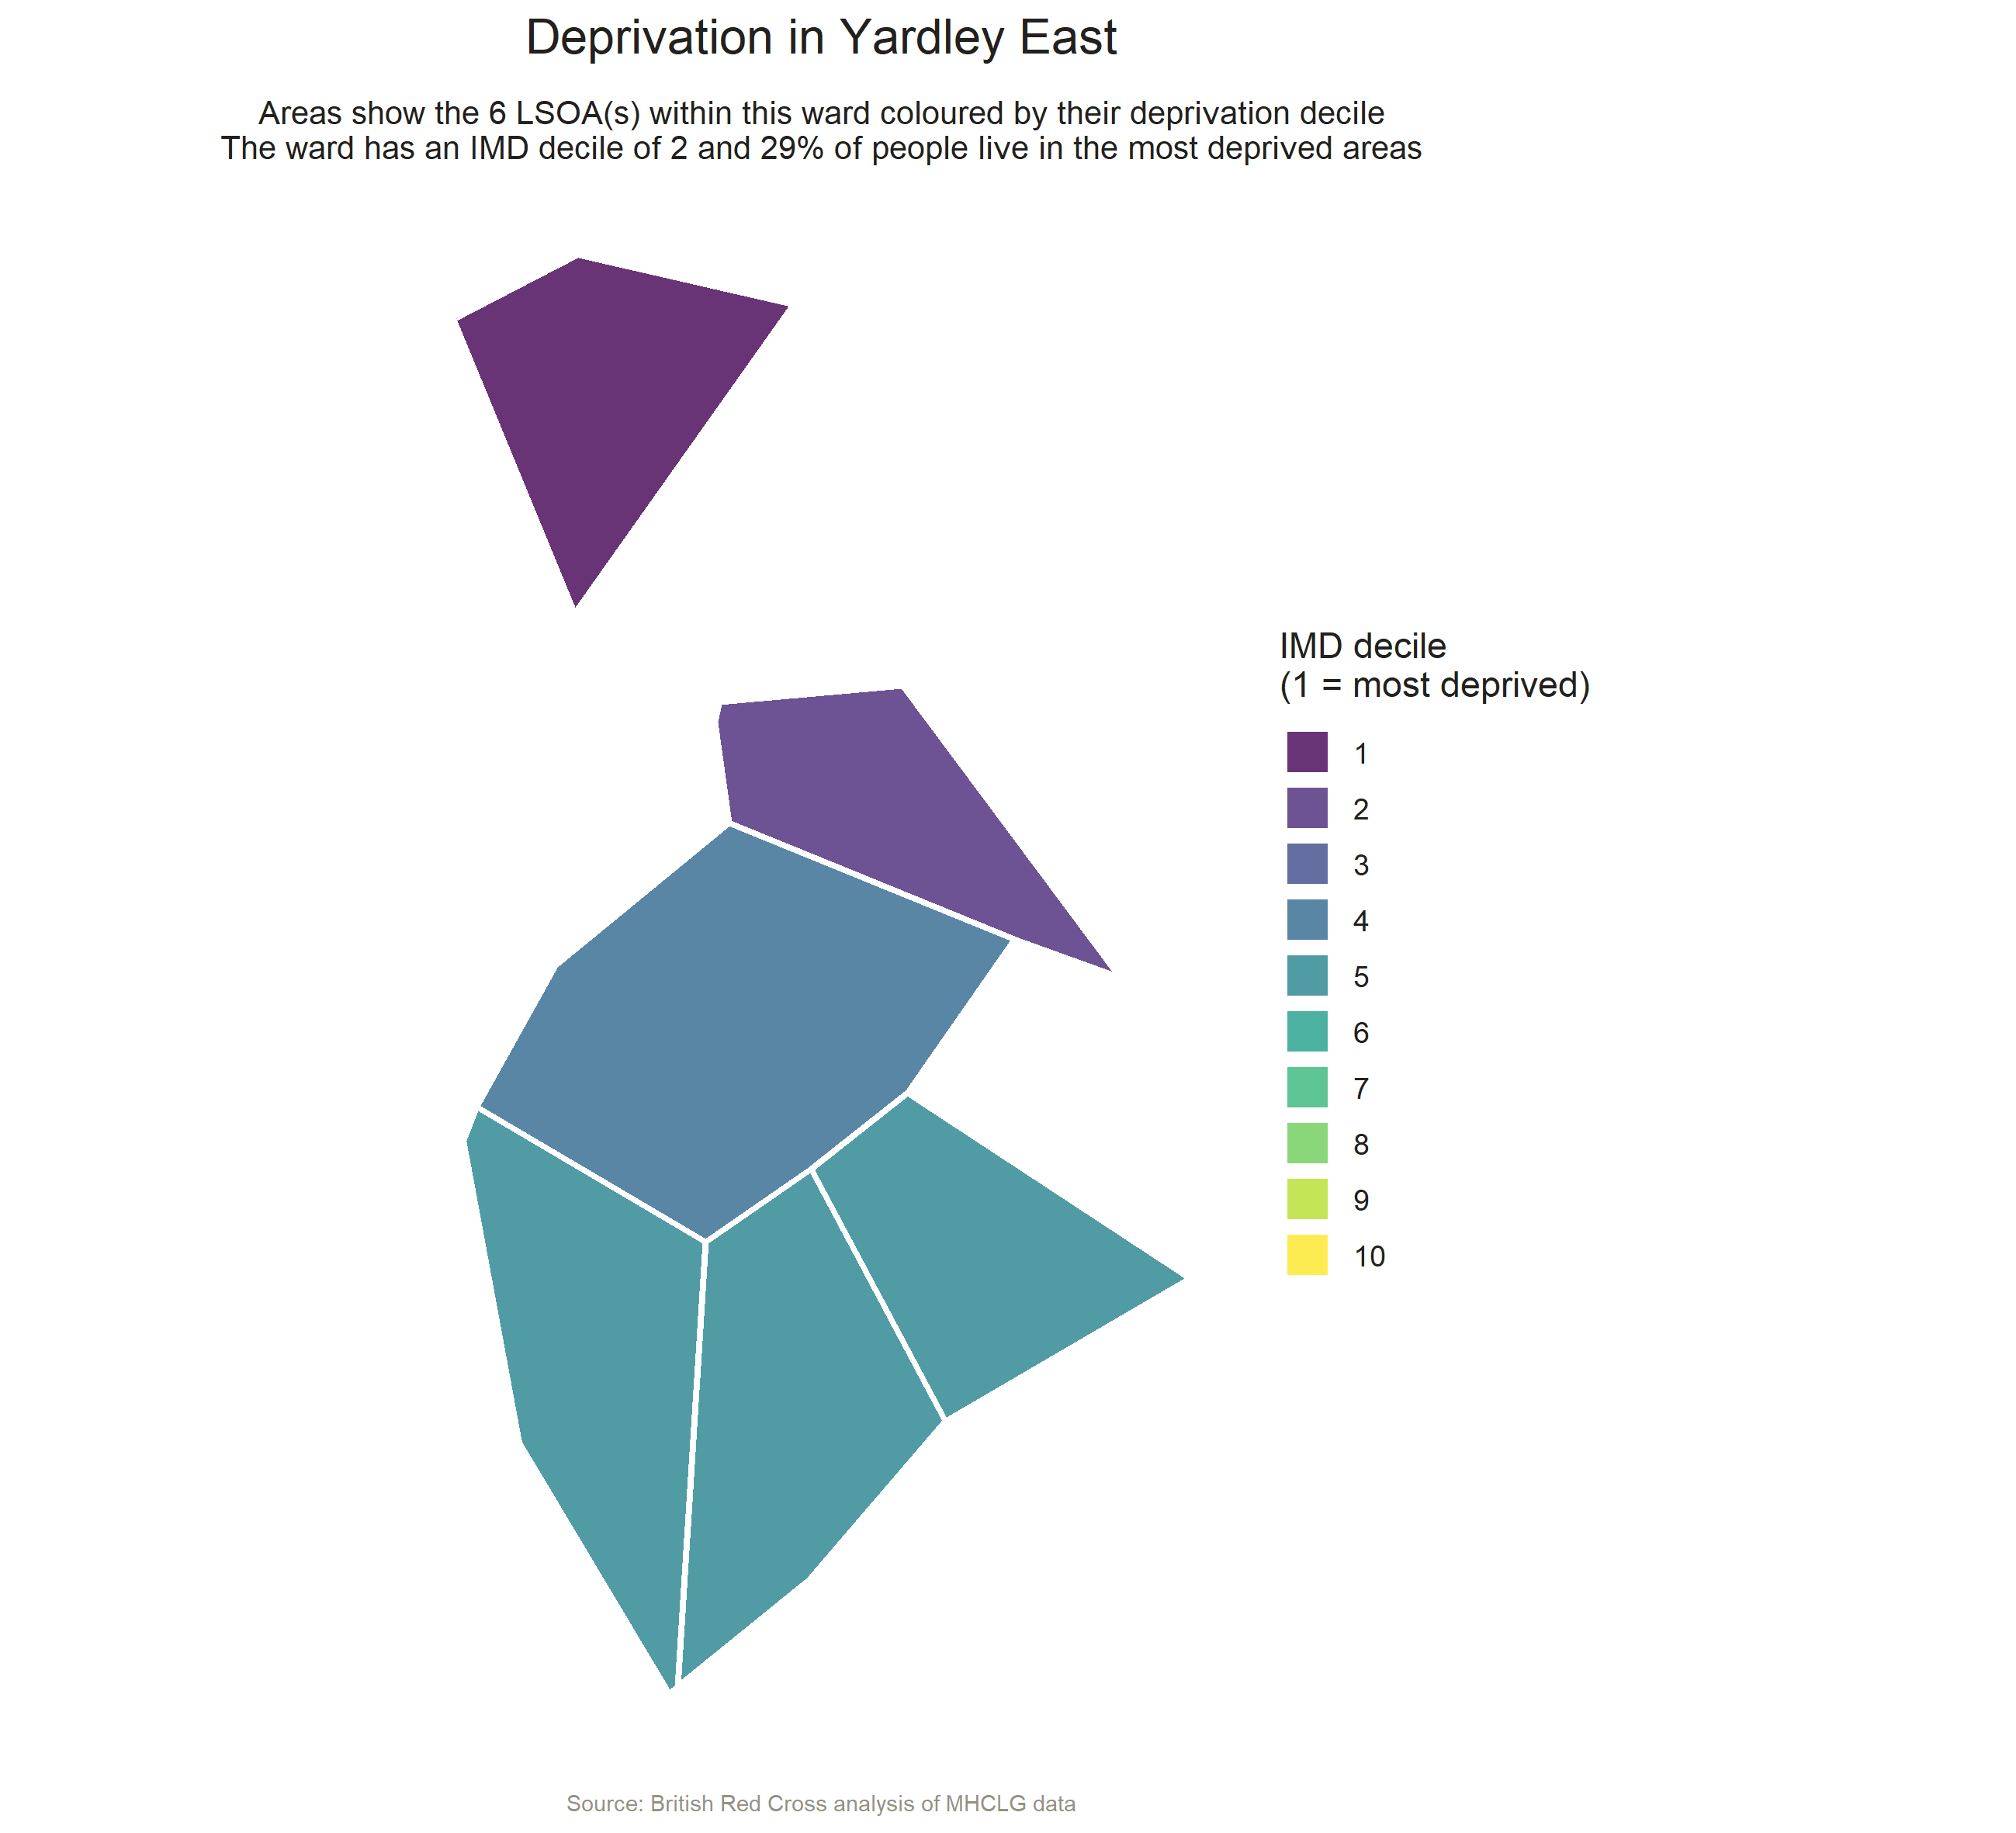 Deprivation in Yardley East
Areas show the 6 LSOA(s) within this ward coloured by their deprivation decile
The ward has an IMD decile of 2 and 29% of people live in the most deprived areas
IMD decile
(1 = most deprived)
1
2
3
4
5
6
7
8
9
10
Source: British Red Cross analysis of MHCLG data